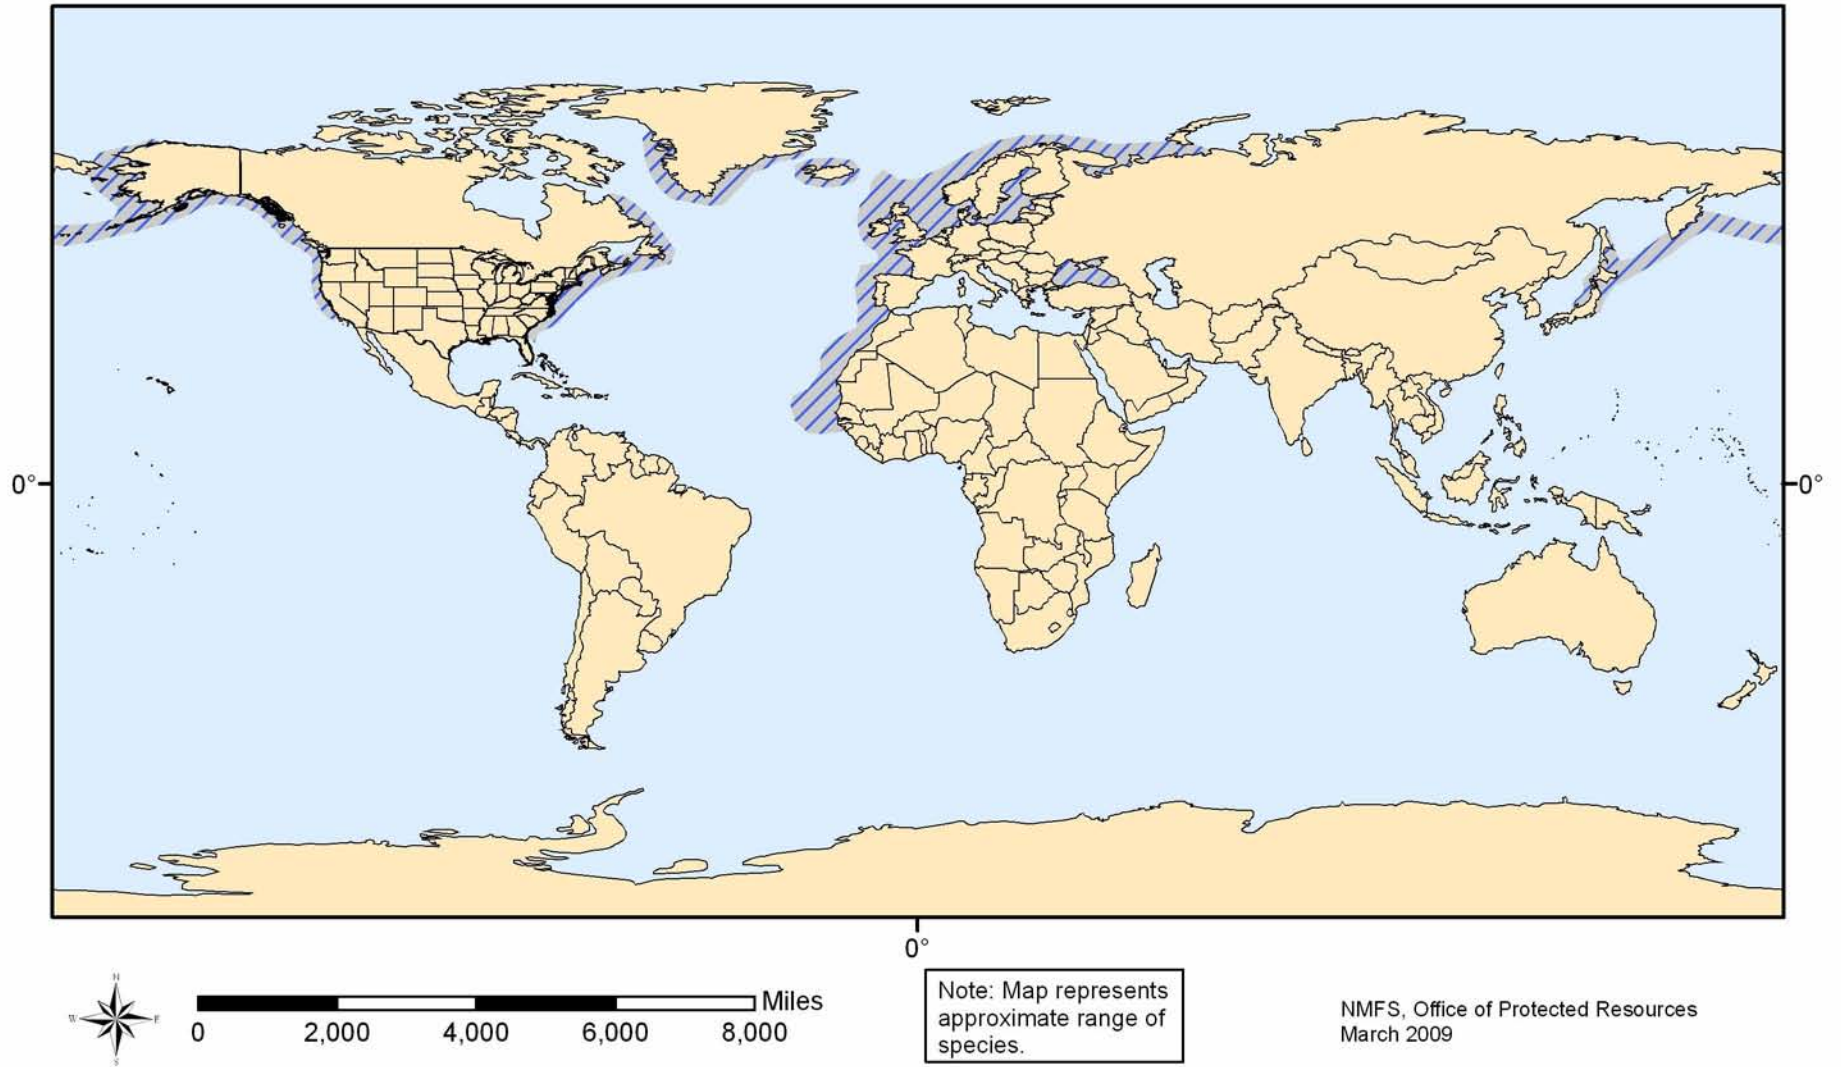 0°
0°
0°
N
W
E
S
Miles
0 2,000 4,000 6,000 8,000
Note: Map represents
approximate range of
species.
NMFS, Office of Protected Resources
March 2009